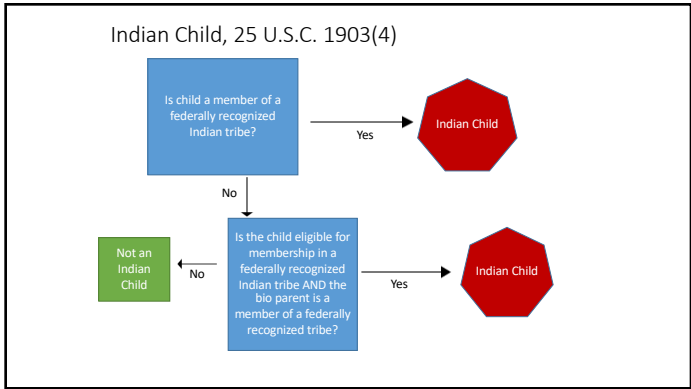 Indian Child, 25 U.S.C. 1903(4)
Is child a member of a
federally recognized
Indian tribe?
Yes
Indian Child
No
Is the child eligible for
membership in a
federally recognized
Indian tribe AND the
bio parent is a
member of a federally
recognized tribe?
Yes
Indian Child
No
Not an
Indian
Child